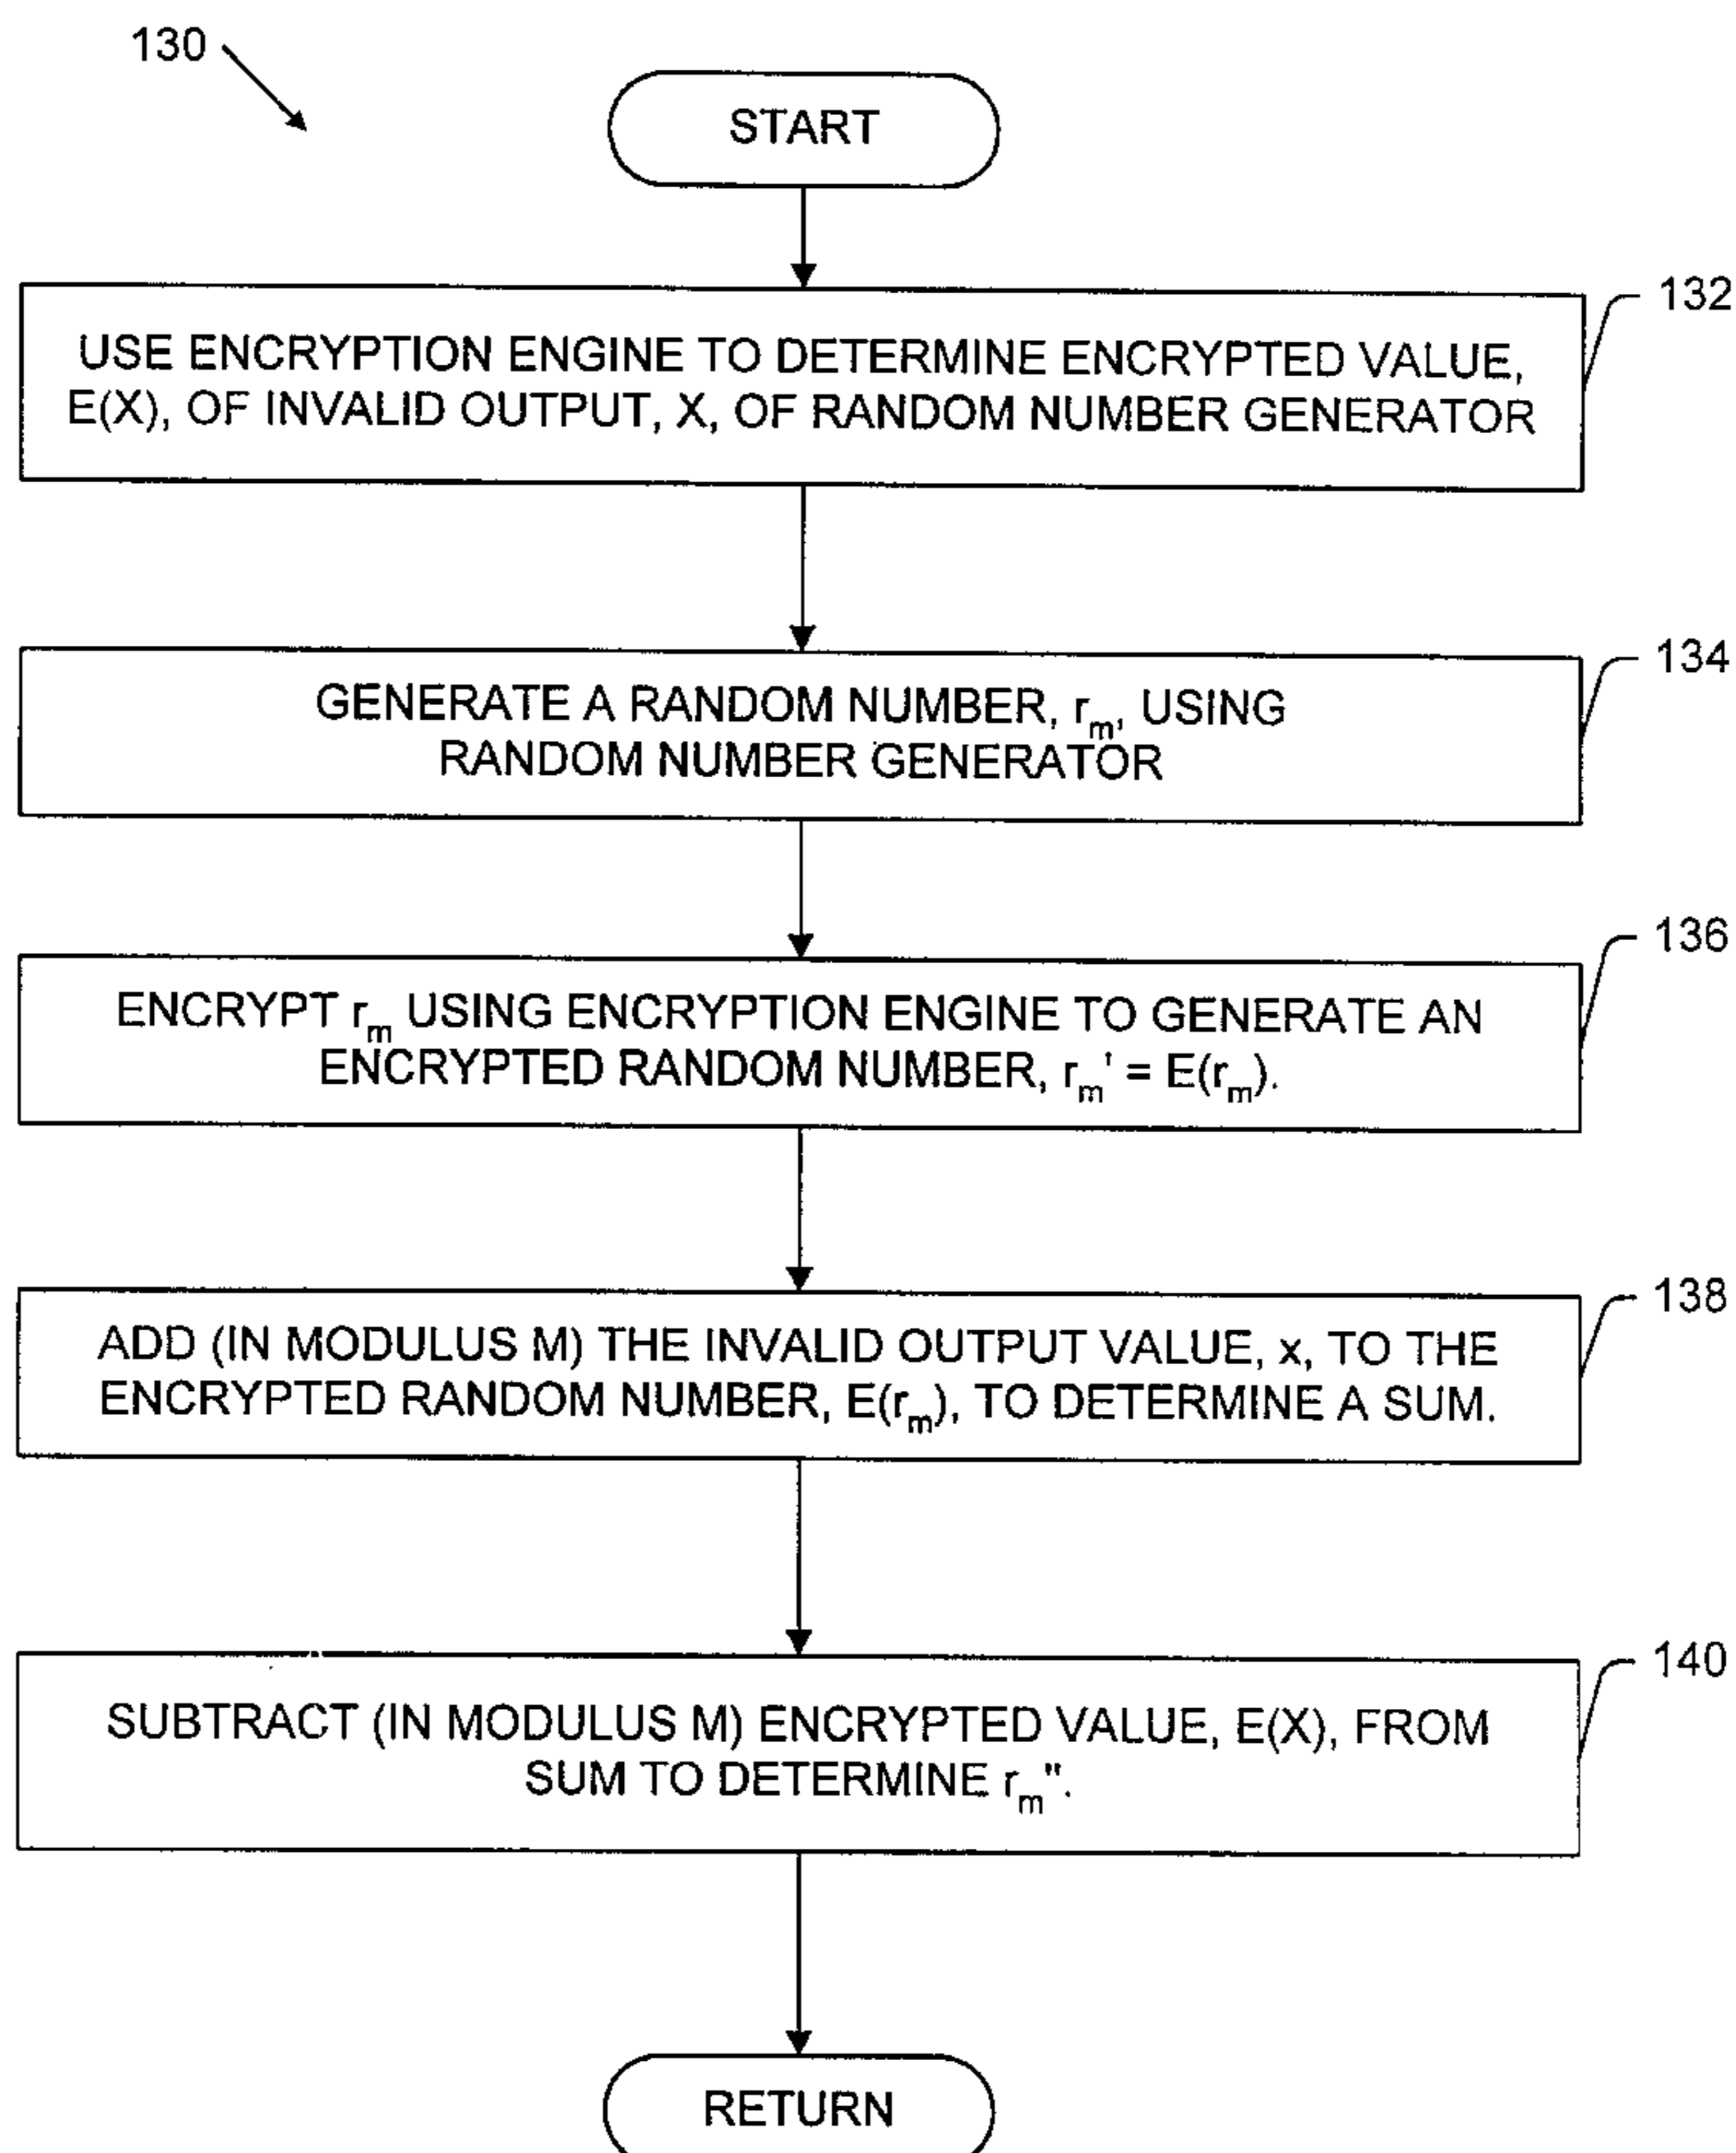 130
START
132
USE ENCRYPTION ENGINE TO DETERMINE ENCRYPTED VALUE,
E(X), OF INVALID OUTPUT, X, OF RANDOM NUMBER GENERATOR
134
GENERATE A RANDOM NUMBER, rm, USING
RANDOM NUMBER GENERATOR
136
ENCRYPT rm USING ENCRYPTION ENGINE TO GENERATE AN
ENCRYPTED RANDOM NUMBER, rm' = E(rm).
138
ADD (IN MODULUS M) THE INVALID OUTPUT VALUE, x, TO THE
ENCRYPTED RANDOM NUMBER, E(rm), TO DETERMINE A SUM.
140
SUBTRACT (IN MODULUS M) ENCRYPTED VALUE, E(X), FROM
SUM TO DETERMINE rm".
RETURN